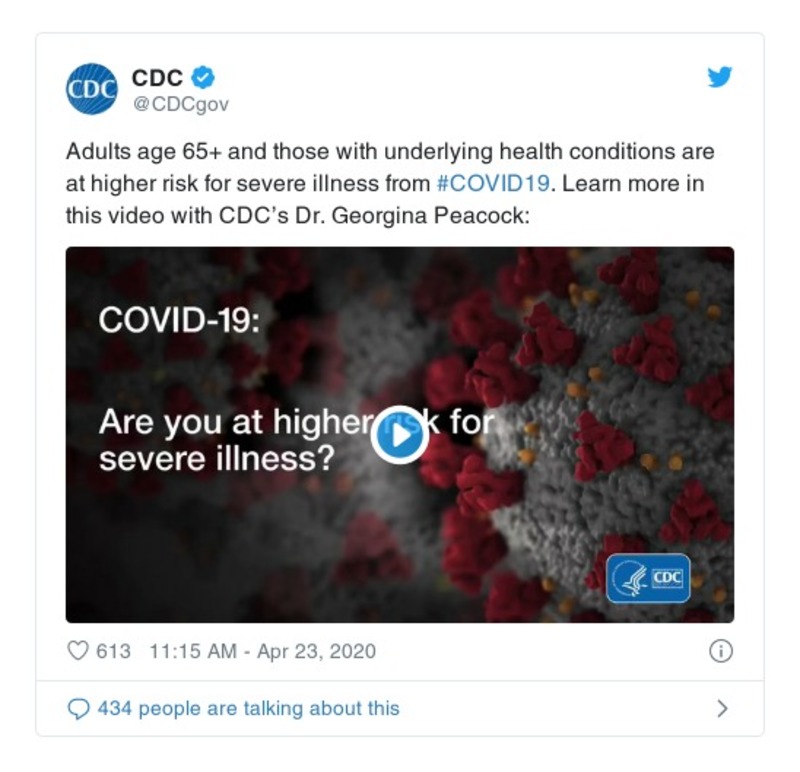 CDC
CDC
@CDCgov
Adults age 65+ and those with underlying health conditions are
at higher risk for severe illness from #COVID19. Learn more in
this video with CDC’s Dr. Georgina Peacock:
COVID-19:
Are you at higher risk for
severe illness?
CDC
613 11:15 AM - Apr 23, 2020
434 people are talking about this